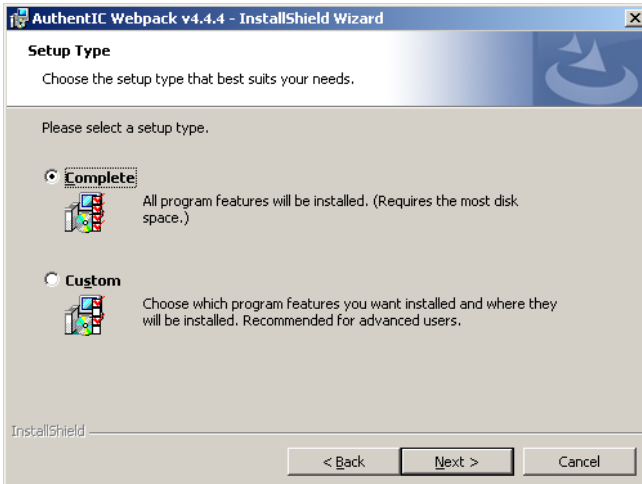 AuthentIC Webpack v4.4.4 - InstallShield Wizard
Setup Type
Choose the setup type that best suits your needs.
Please select a setup type.
Complete
All program features will be installed. (Requires the most disk
space.)
Custom
Choose which program features you want installed and where they
will be installed. Recommended for advanced users.
InstallShield
< Back
Next >
Cancel